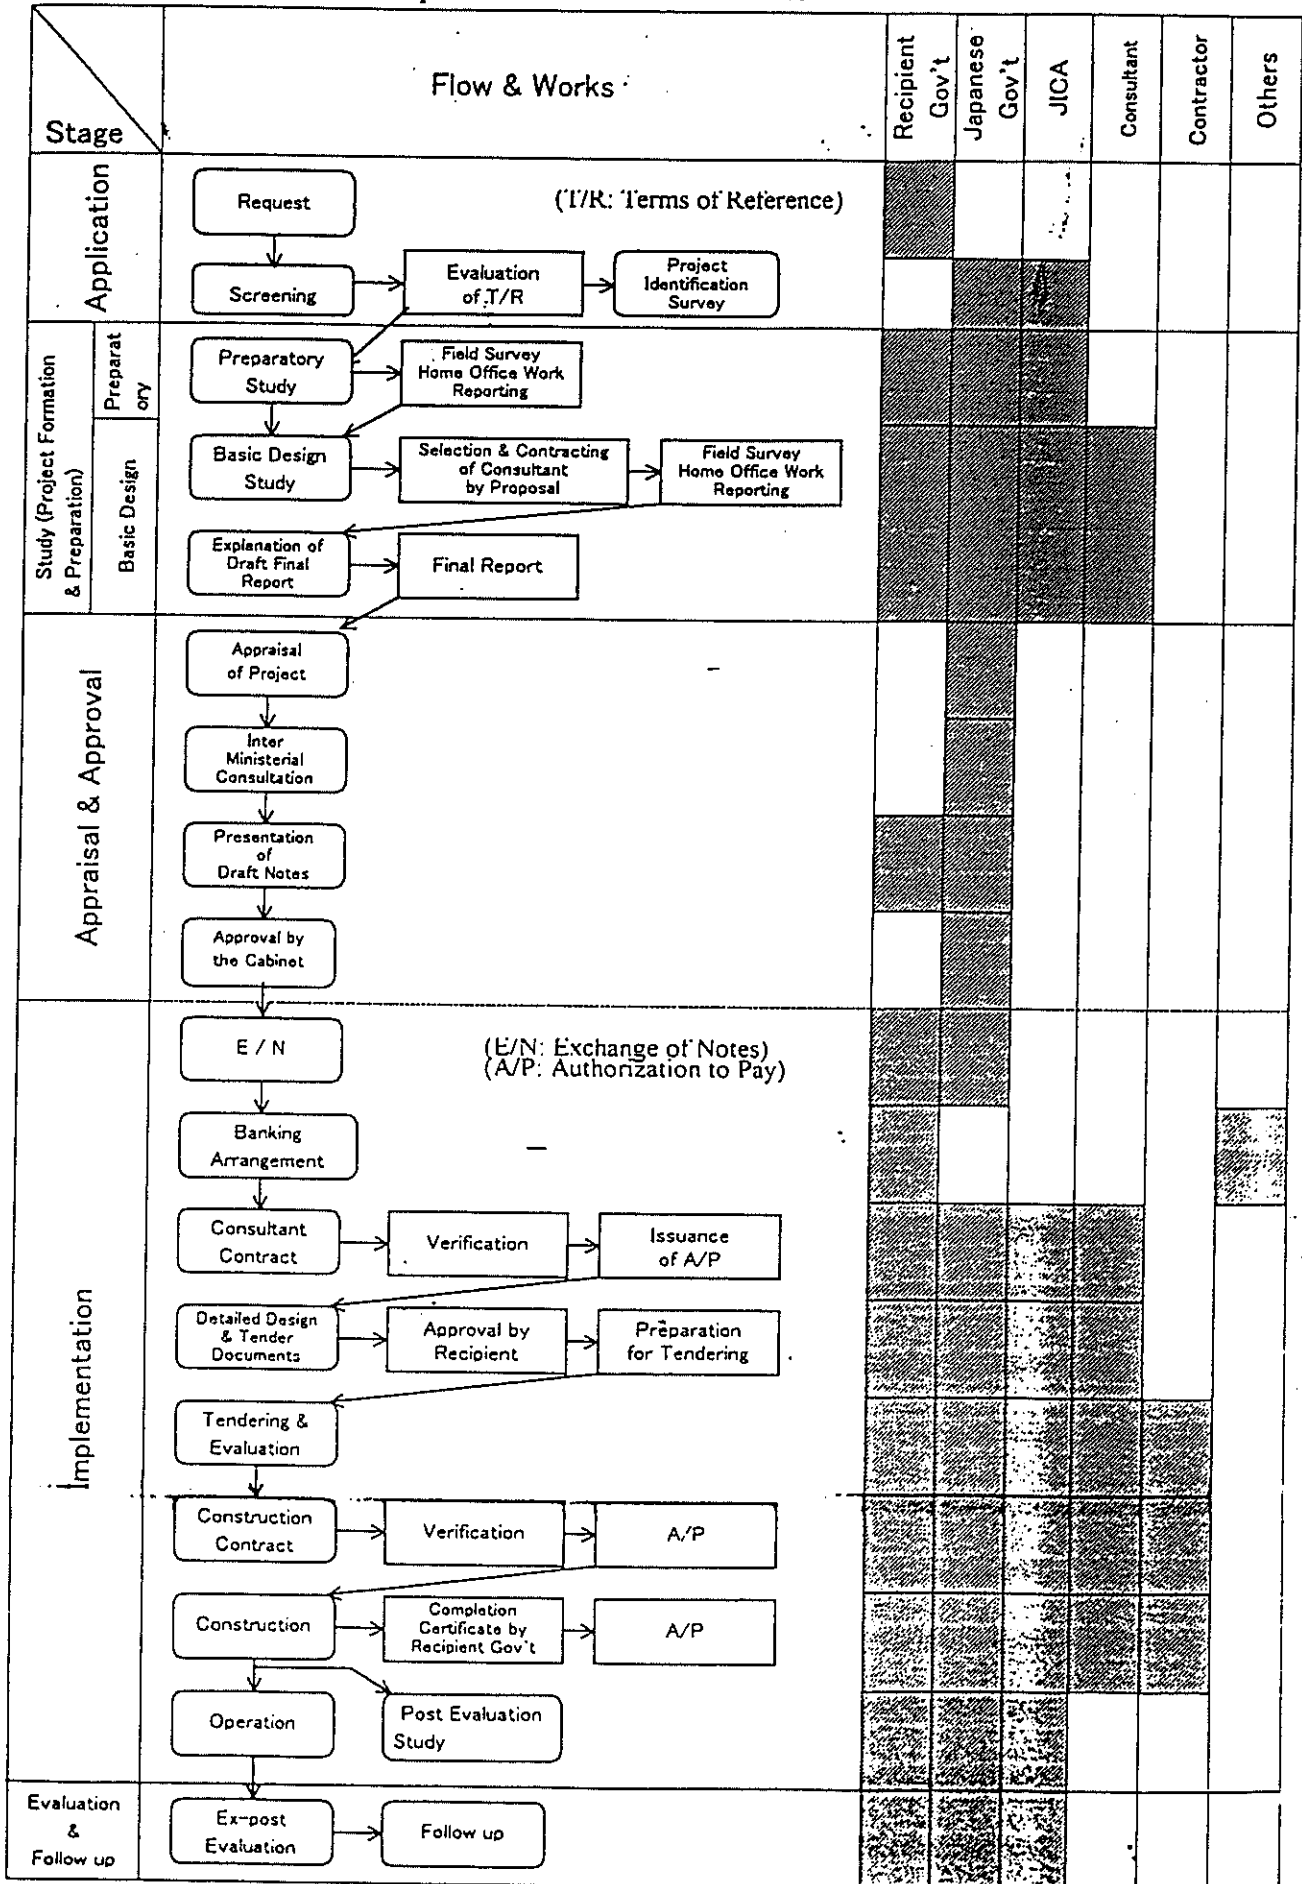 Stage
Flow & Works
Recipient
Gov't
Japanese
Gov't
JICA
Consultant
Contractor
Others
Application
Request
(T/R: Terms of Reference)
Screening
Evaluation
of T/R
Project
Identification
Survey
Study (Project Formation
& Preparation)
Preparat
ory
Preparatory
Study
Field Survey
Home Office Work
Reporting
Basic Design
Basic Design
Study
Selection & Contracting
of Consultant
by Proposal
Field Survey
Home Office Work
Reporting
Explanation of
Draft Final
Report
Final Report
Appraisal & Approval
Appraisal
of Project
Inter
Ministerial
Consultation
Presentation
of
Draft Notes
Approval by
the Cabinet
Implementation
E / N
(E/N: Exchange of Notes)
(A/P: Authorization to Pay)
Banking
Arrangement
Consultant
Contract
Verification
Issuance
of A/P
Detailed Design
& Tender
Documents
Approval by
Recipient
Preparation
for Tendering
Tendering &
Evaluation
Construction
Contract
Verification
A/P
Construction
Completion
Certificate by
Recipient Gov't
A/P
Operation
Post Evaluation
Study
Evaluation
&
Follow up
Ex-post
Evaluation
Follow up